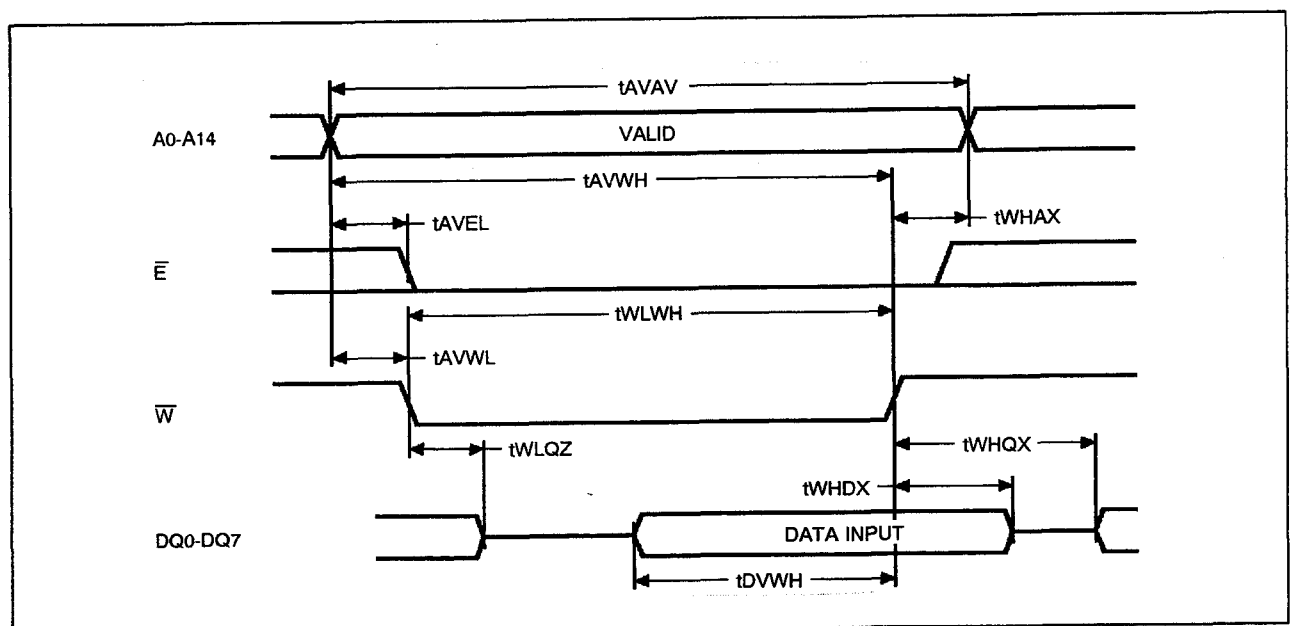 tAVAV
A0-A14
VALID
tAVWH
tAVEL
tWHAX
E̅
tWLWH
tAVWL
W̅
tWLQZ
tWHQX
tWHDX
DQ0-DQ7
DATA INPUT
tDVWH